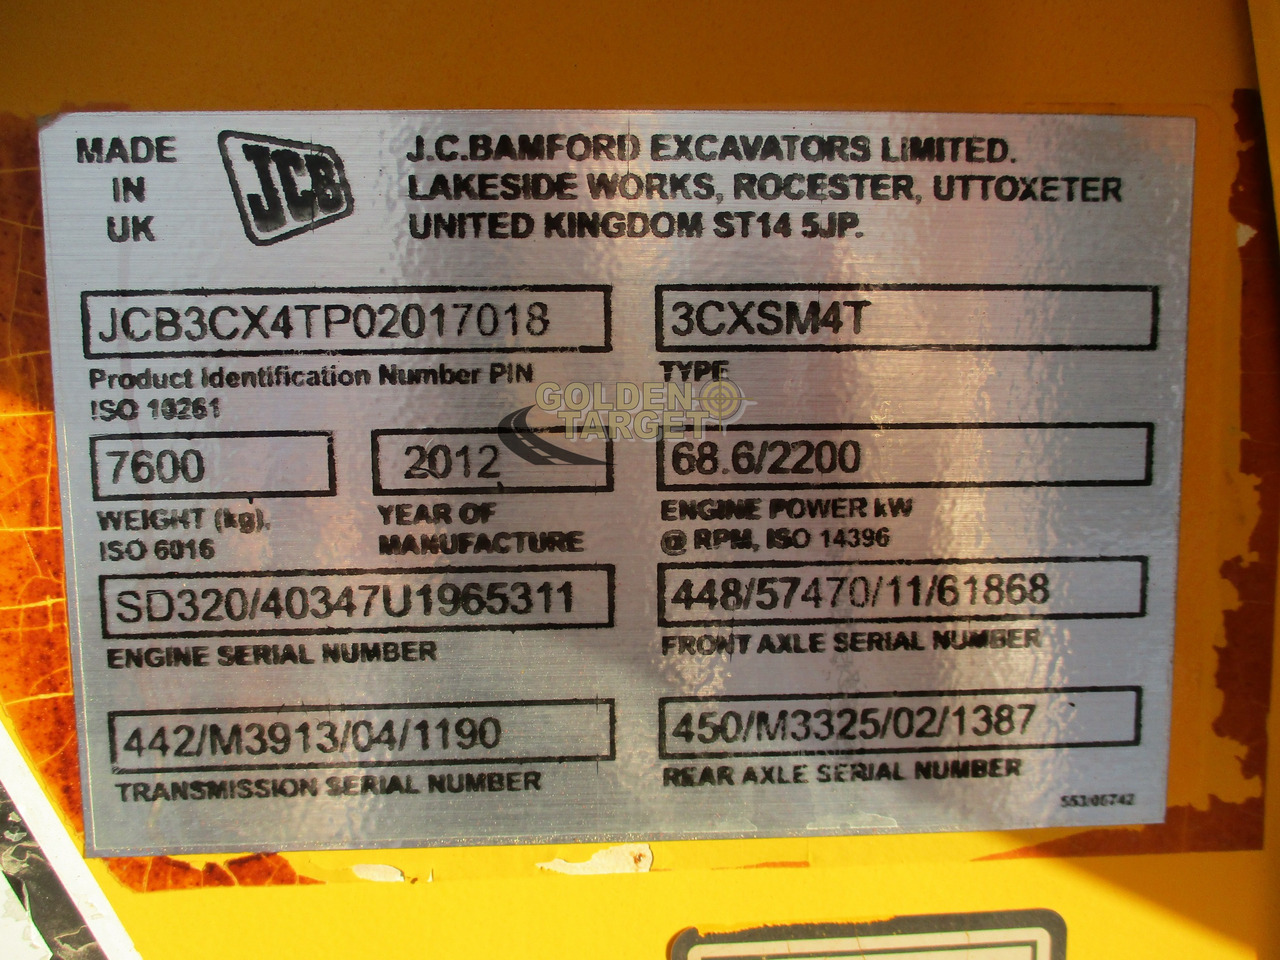 MADE
IN
UK
JCB
J.C.BAMFORD EXCAVATORS LIMITED.
LAKESIDE WORKS, ROCESTER, UTTOXETER
UNITED KINGDOM ST14 5JP.
JCB3CX4TP02017018
Product Identification Number PIN
ISO 10261
3CXSM4T
TYPE
GOLDEN
TARGET
7600
WEIGHT (kg).
ISO 6016
2012
YEAR OF
MANUFACTURE
68.6/2200
ENGINE POWER kW
@ RPM, ISO 14396
SD320/40347U1965311
ENGINE SERIAL NUMBER
448/57470/11/61868
FRONT AXLE SERIAL NUMBER
442/M3913/04/1190
TRANSMISSION SERIAL NUMBER
450/M3325/02/1387
REAR AXLE SERIAL NUMBER
553/06742